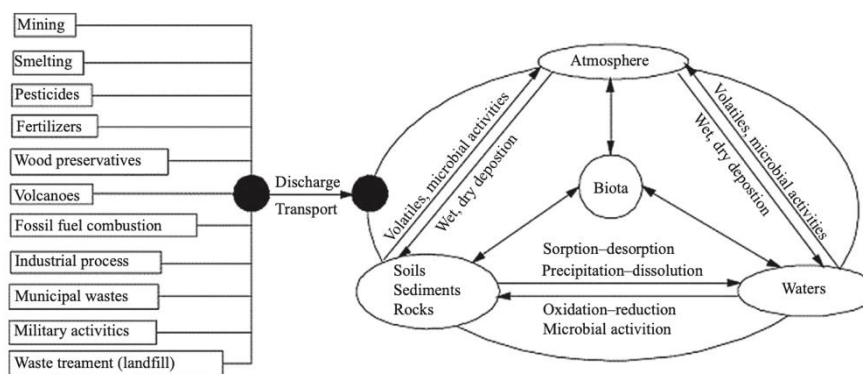 Mining
Smelting
Pesticides
Fertilizers
Wood preservatives
Volcanoes
Fossil fuel combustion
Industrial process
Municipal wastes
Military activitics
Waste treament (landfill)
Discharge
Transport
Atmosphere
Volatiles, microbial activities
Wet, dry depostion
Volatiles, microbial activities
Wet, dry depostion
Biota
Soils
Sediments
Rocks
Sorption–desorption
Precipitation–dissolution
Oxidation–reduction
Microbial activition
Waters